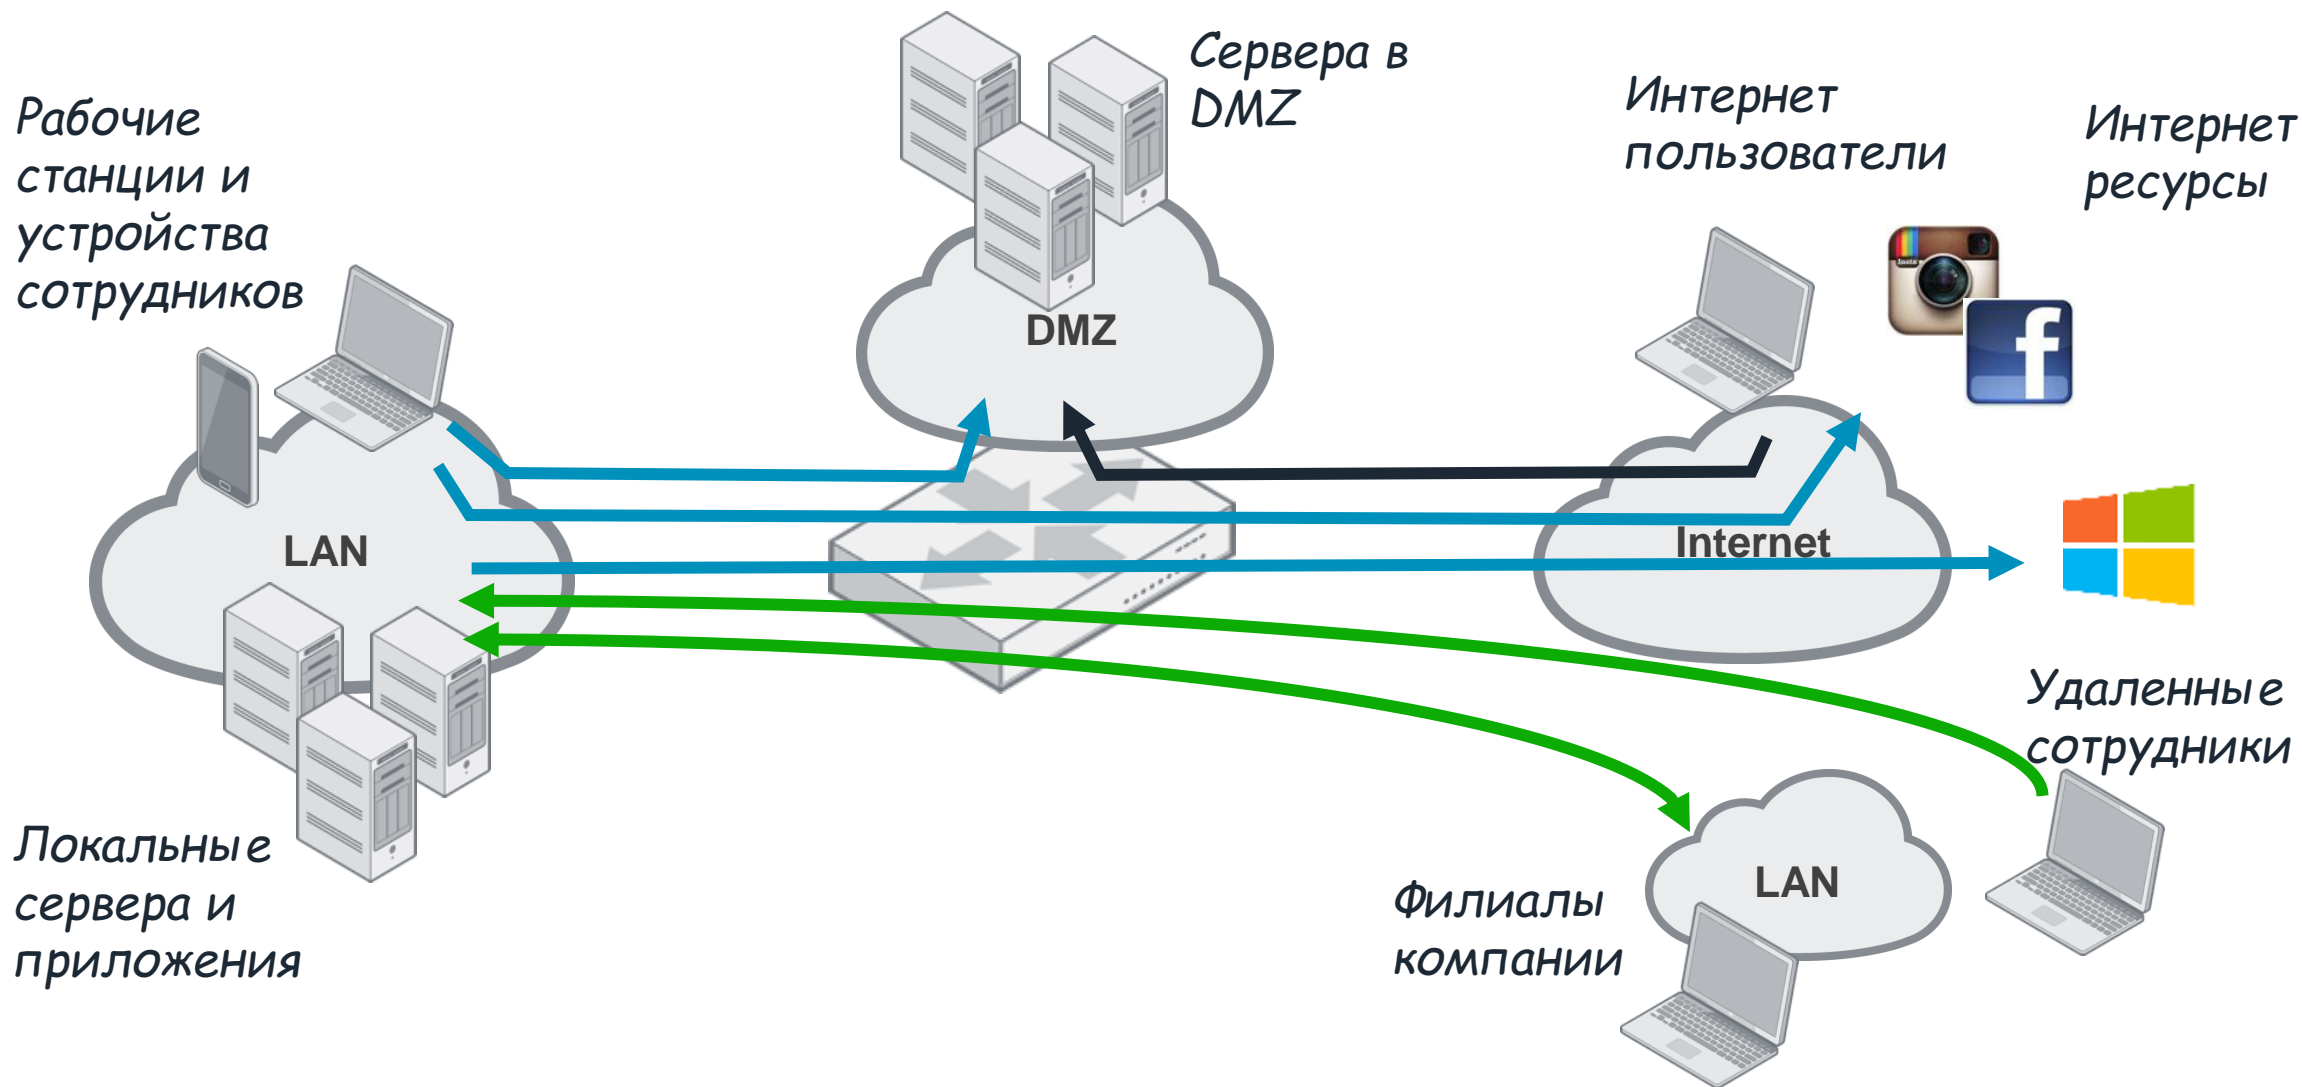 Сервера в
DMZ
Интернет
пользователи
Интернет
ресурсы
Рабочие
станции и
устройства
сотрудников
DMZ
Insta
f
LAN
Internet
Удаленные
сотрудники
Локальные
сервера и
приложения
LAN
Филиалы
компании